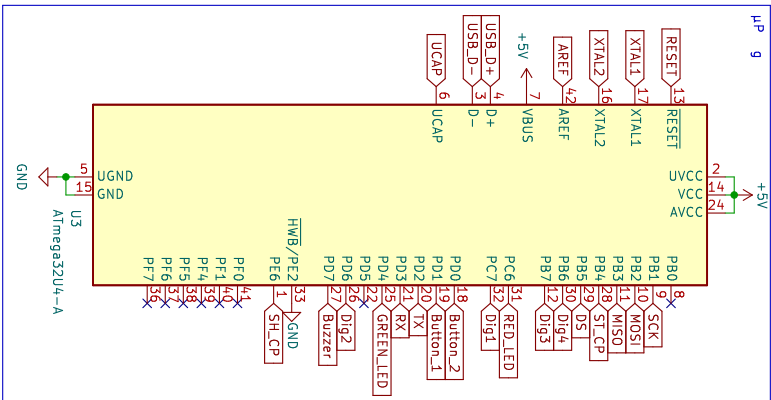 µP g
+5V
2 UVCC
14 VCC
24 AVCC
RESET 13 RESET
XTAL1 17 XTAL1
XTAL2 16 XTAL2
AREF 42 AREF
+5V 7 VBUS
USB_D+ 4 D+
USB_D- 3 D-
UCAP 6 UCAP
PB0 8
PB1 9 SCK
PB2 10 MOSI
PB3 11 MISO
PB4 28 ST_CP
PB5 29 DS
PB6 30 Dig4
PB7 12 Dig3
PC6 31 RED_LED
PC7 32 Dig1
PD0 18 Button_2
PD1 19 Button_1
PD2 20 TX
PD3 21 RX
PD4 25 GREEN_LED
PD5 22
PD6 26 Dig2
PD7 27 Buzzer
HWB/PE2 33 GND
PE6 1 SH_CP
PF0 41
PF1 40
PF4 39
PF5 38
PF6 37
PF7 36
UGND 5
GND 15
GND
U3
ATmega32U4-A